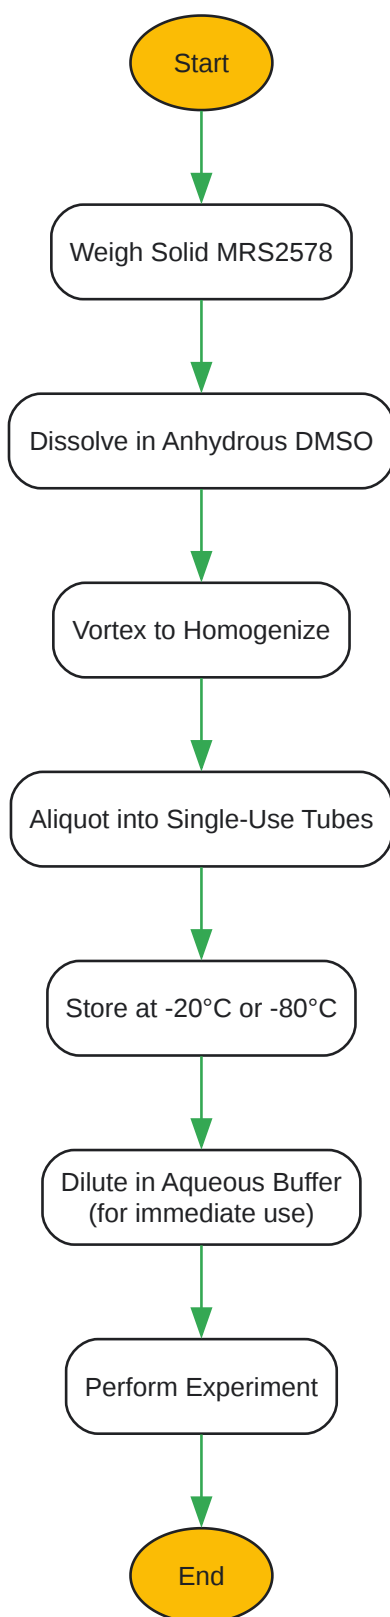 Start
Weigh Solid MRS2578
Dissolve in Anhydrous DMSO
Vortex to Homogenize
Aliquot into Single-Use Tubes
Store at -20°C or -80°C
Dilute in Aqueous Buffer
(for immediate use)
Perform Experiment
End